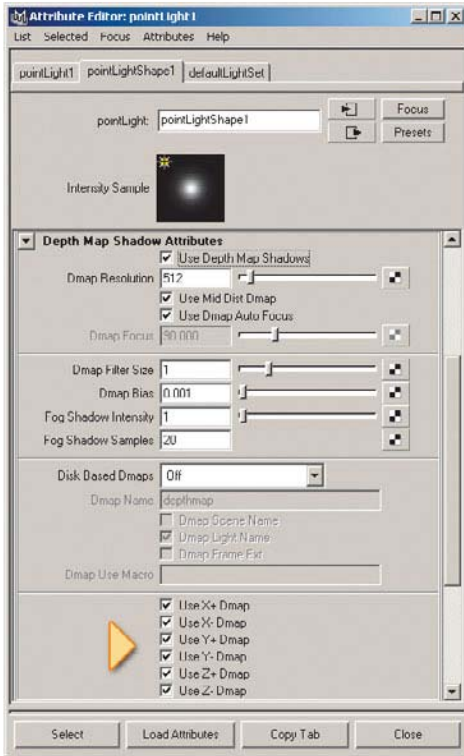 Attribute Editor: pointLight1
List Selected Focus Attributes Help
pointLight1 pointLightShape1 defaultLightSet
pointLight: pointLightShape1
Focus
Presets
Intensity Sample
Depth Map Shadow Attributes
Use Depth Map Shadows
Dmap Resolution 512
Use Mid Dist Dmap
Use Dmap Auto Focus
Dmap Focus 90.000
Dmap Filter Size 1
Dmap Bias 0.001
Fog Shadow Intensity 1
Fog Shadow Samples 20
Disk Based Dmaps Off
Dmap Name depthmap
Dmap Scene Name
Dmap Light Name
Dmap Frame Ext
Dmap Use Macro
Use X+ Dmap
Use X- Dmap
Use Y+ Dmap
Use Y- Dmap
Use Z+ Dmap
Use Z- Dmap
Select Load Attributes Copy Tab Close